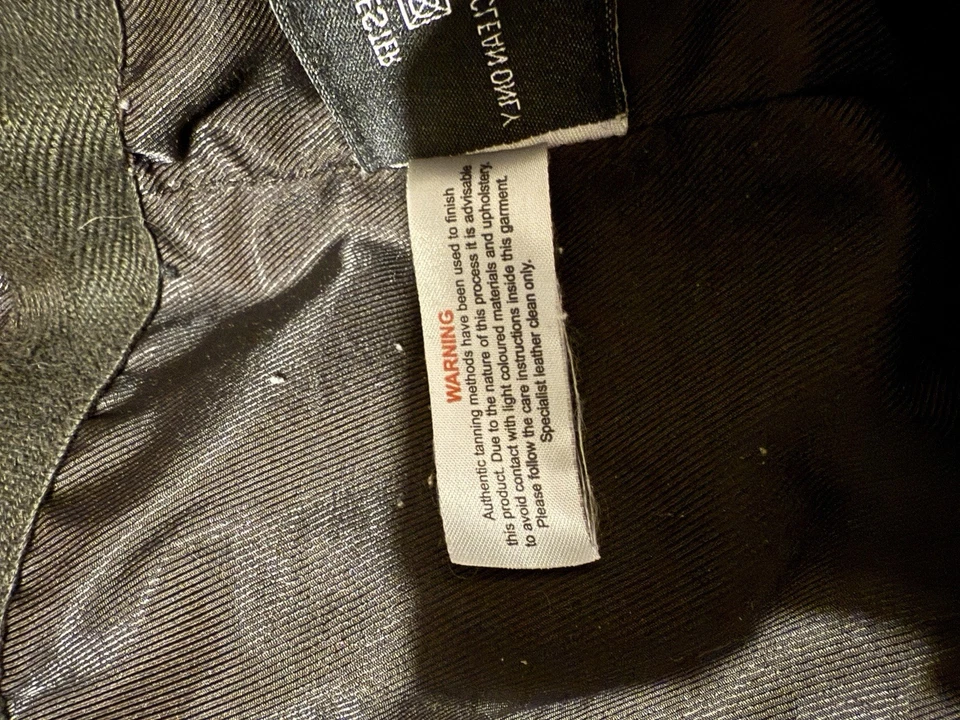 WARNING
Authentic tanning methods have been used to finish
this product. Due to the nature of this process it is advisable
to avoid contact with light coloured materials and upholstery.
Please follow the care instructions inside this garment.
Specialist leather clean only.
CLEAN ONLY